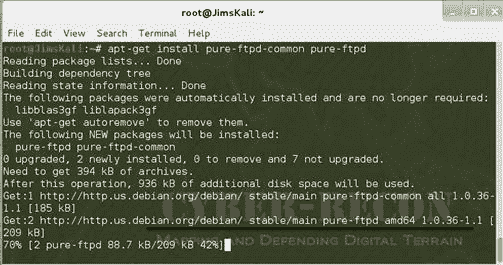 root@JimsKali: ~
File Edit View Search Terminal Help
root@JimsKali:~# apt-get install pure-ftpd-common pure-ftpd
Reading package lists... Done
Building dependency tree
Reading state information... Done
The following packages were automatically installed and are no longer required:
libblas3gf liblapack3gf
Use 'apt-get autoremove' to remove them.
The following NEW packages will be installed:
pure-ftpd pure-ftpd-common
0 upgraded, 2 newly installed, 0 to remove and 7 not upgraded.
Need to get 394 kB of archives.
After this operation, 936 kB of additional disk space will be used.
Get:1 http://http.us.debian.org/debian/ stable/main pure-ftpd-common all 1.0.36-
1.1 [185 kB]
Get:2 http://http.us.debian.org/debian/ stable/main pure-ftpd amd64 1.0.36-1.1 [
209 kB]
70% [2 pure-ftpd 88.7 kB/209 kB 42%]
CYBER-RECON
MAPPING AND DEFENDING DIGITAL TERRAIN